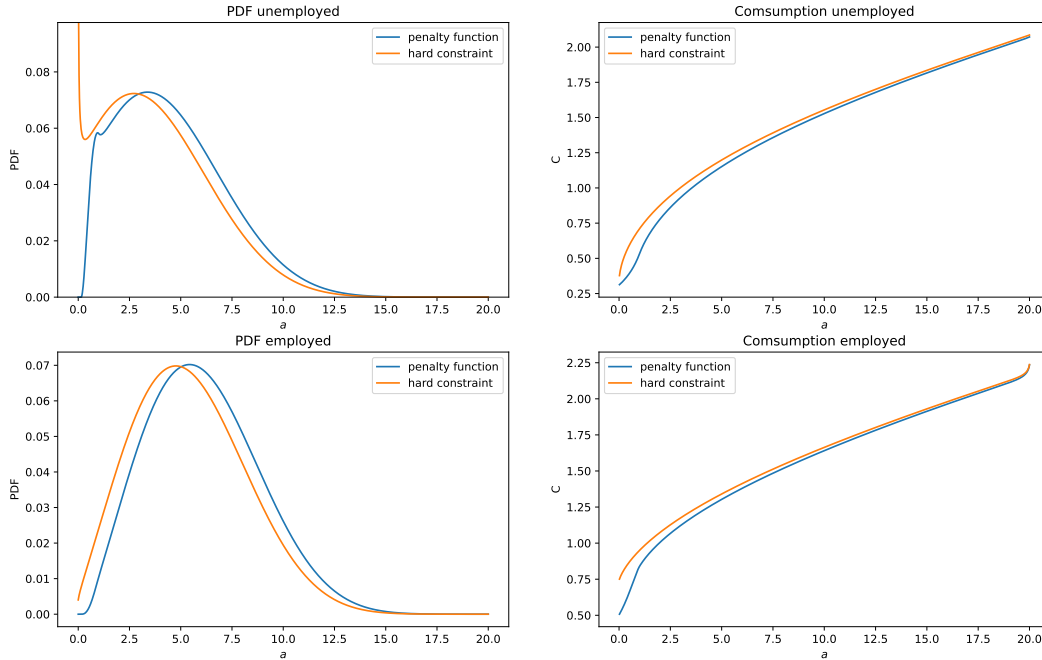 PDF unemployed
penalty function
hard constraint
PDF
0.08
0.06
0.04
0.02
0.00
0.0 2.5 5.0 7.5 10.0 12.5 15.0 17.5 20.0
a
Comsumption unemployed
penalty function
hard constraint
C
2.00
1.75
1.50
1.25
1.00
0.75
0.50
0.25
0.0 2.5 5.0 7.5 10.0 12.5 15.0 17.5 20.0
a
PDF employed
penalty function
hard constraint
PDF
0.07
0.06
0.05
0.04
0.03
0.02
0.01
0.00
0.0 2.5 5.0 7.5 10.0 12.5 15.0 17.5 20.0
a
Comsumption employed
penalty function
hard constraint
C
2.25
2.00
1.75
1.50
1.25
1.00
0.75
0.50
0.0 2.5 5.0 7.5 10.0 12.5 15.0 17.5 20.0
a